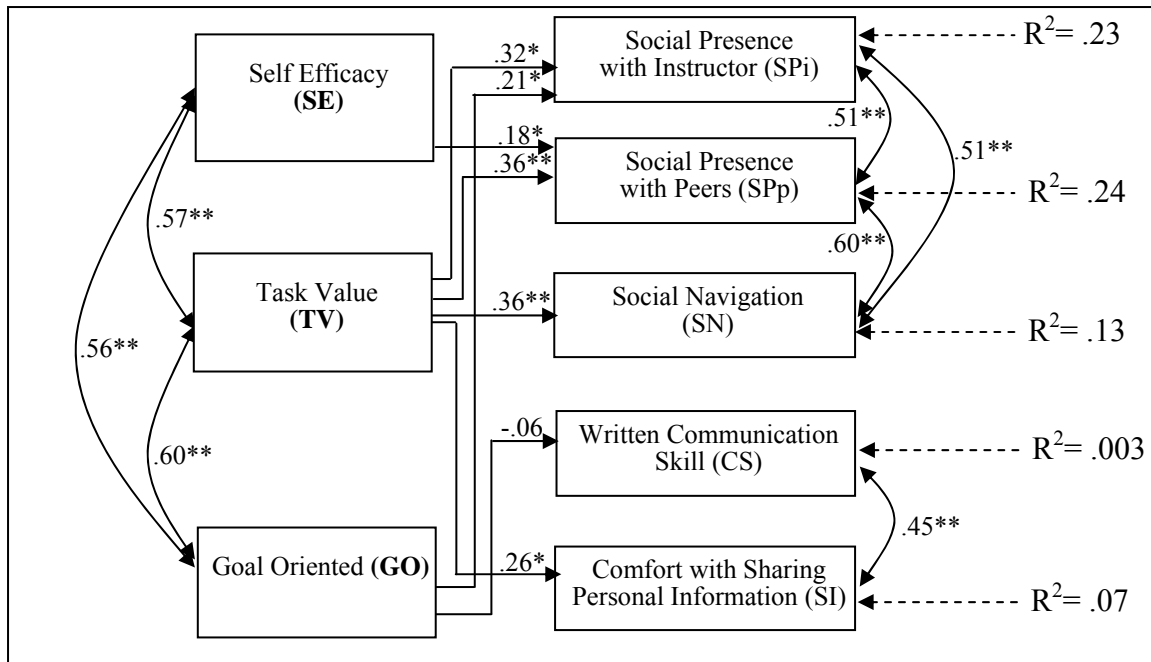 Self Efficacy
(SE)
Task Value
(TV)
Goal Oriented (GO)
.57**
.56**
.60**
.32*
.21*
.18*
.36**
.36**
-.06
.26*
Social Presence
with Instructor (SPi)
Social Presence
with Peers (SPp)
Social Navigation
(SN)
Written Communication
Skill (CS)
Comfort with Sharing
Personal Information (SI)
.51**
.51**
.60**
.45**
R²= .23
R²= .24
R²= .13
R²= .003
R²= .07